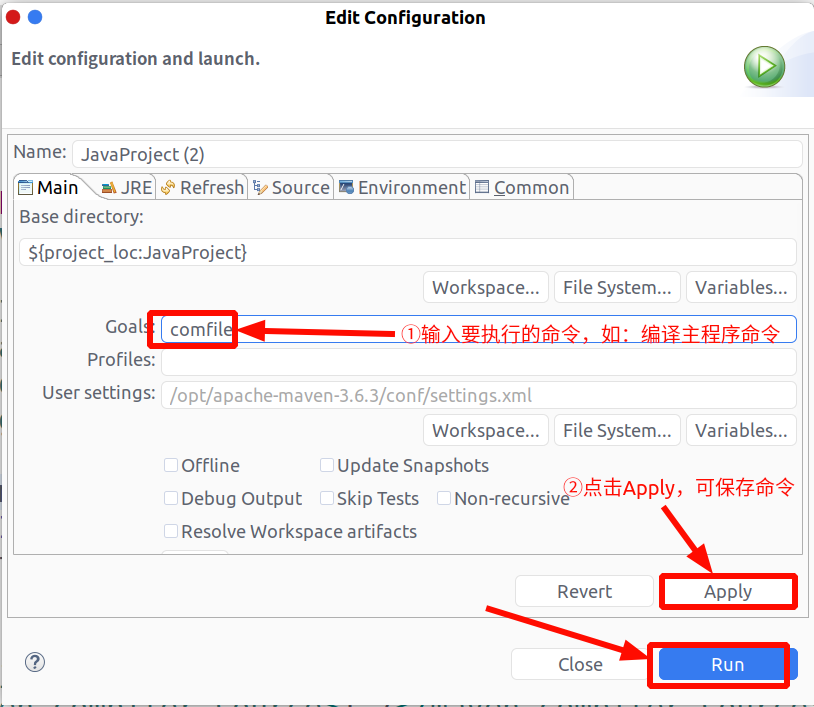 Edit Configuration
Edit configuration and launch.
Name: JavaProject (2)
Main JRE Refresh Source Environment Common
Base directory:
${project_loc:JavaProject}
Workspace... File System... Variables...
Goals: comfile ①输入要执行的命令，如：编译主程序命令
Profiles:
User settings: /opt/apache-maven-3.6.3/conf/settings.xml
Workspace... File System... Variables...
Offline Update Snapshots
②点击Apply，可保存命令
Debug Output Skip Tests Non-recursive
Resolve Workspace artifacts
Revert Apply
? Close Run